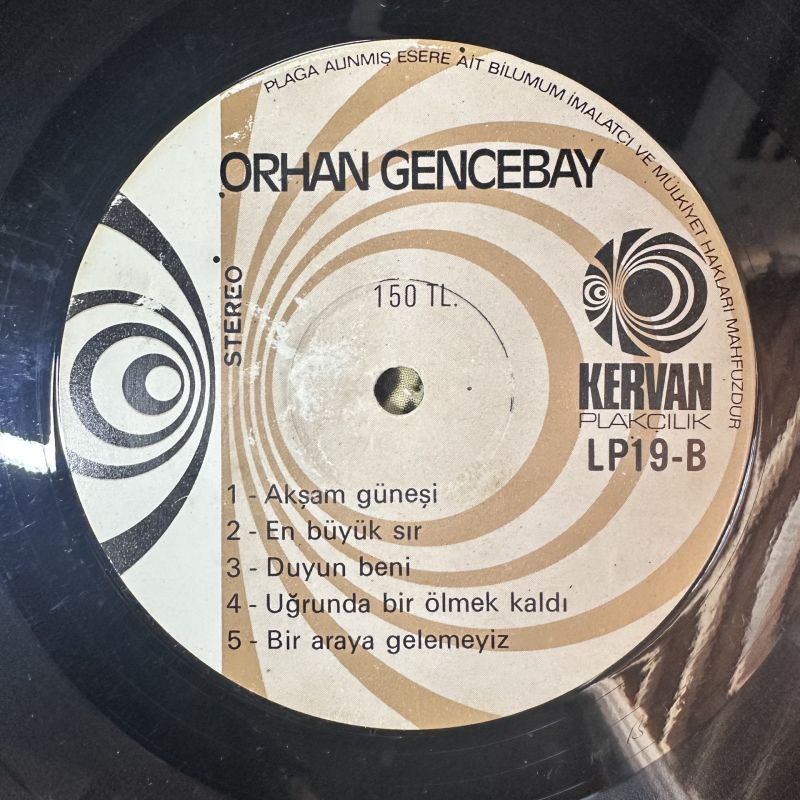 PLAĞA ALINMIŞ ESERE AİT BİLUMUM İMALATCI VE MÜLKİYET HAKLARI MAHFUZDUR
ORHAN GENCEBAY
STEREO
150 TL.
KERVAN
PLAKÇILIK
LP19-B
1 - Akşam güneşi
2 - En büyük sır
3 - Duyun beni
4 - Uğrunda bir ölmek kaldı
5 - Bir araya gelemeyiz